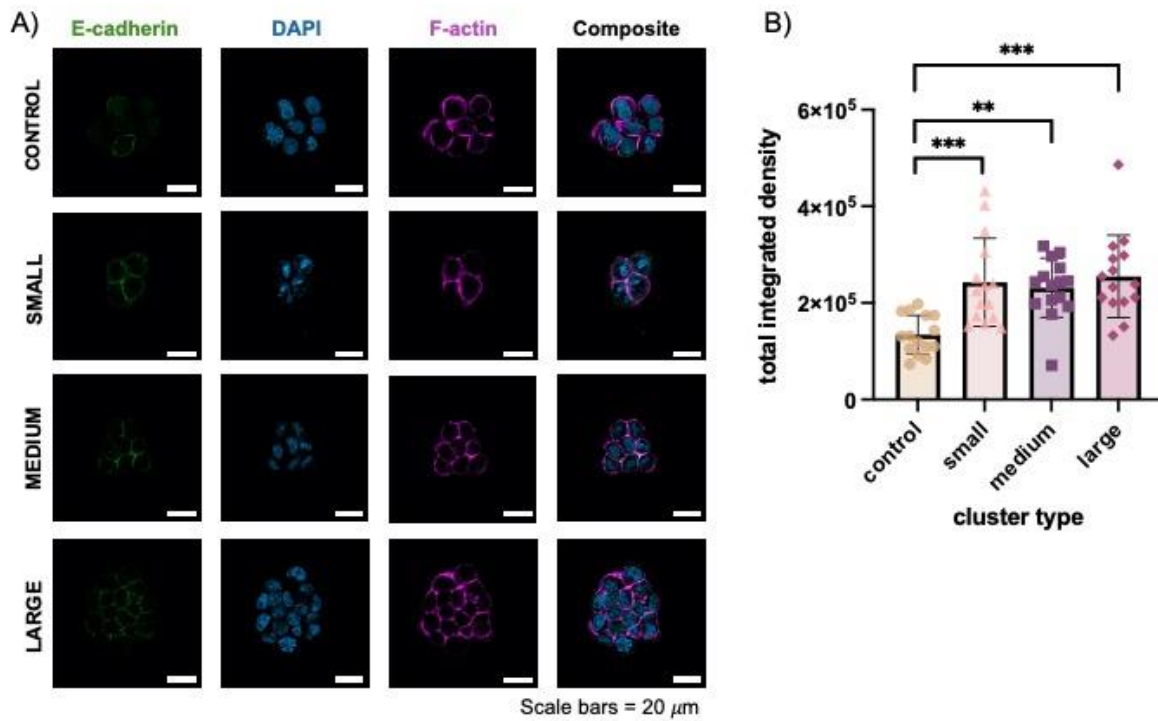 A)
E-cadherin DAPI F-actin Composite
CONTROL
SMALL
MEDIUM
LARGE
Scale bars = 20 μm
B)
***
**
***
6×10⁵
4×10⁵
2×10⁵
0
total integrated density
control small medium large
cluster type